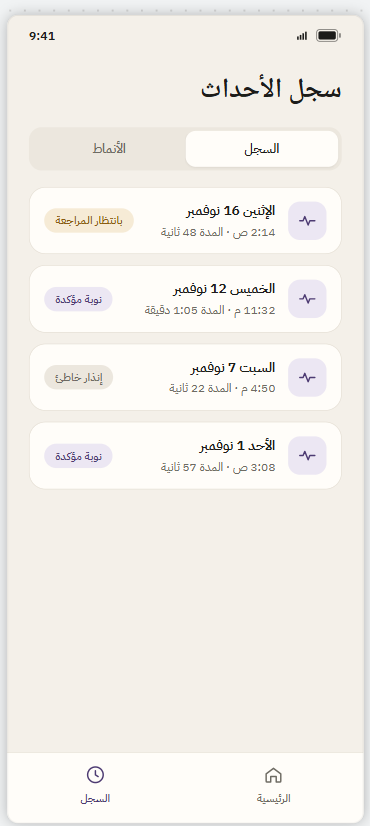 9:41
سجل الأحداث
السجل
الأنماط
الإثنين 16 نوفمبر
2:14 ص · المدة 48 ثانية
بانتظار المراجعة
الخميس 12 نوفمبر
11:32 م · المدة 1:05 دقيقة
نوبة مؤكدة
السبت 7 نوفمبر
4:50 م · المدة 22 ثانية
إنذار خاطئ
الأحد 1 نوفمبر
3:08 ص · المدة 57 ثانية
نوبة مؤكدة
الرئيسية
السجل